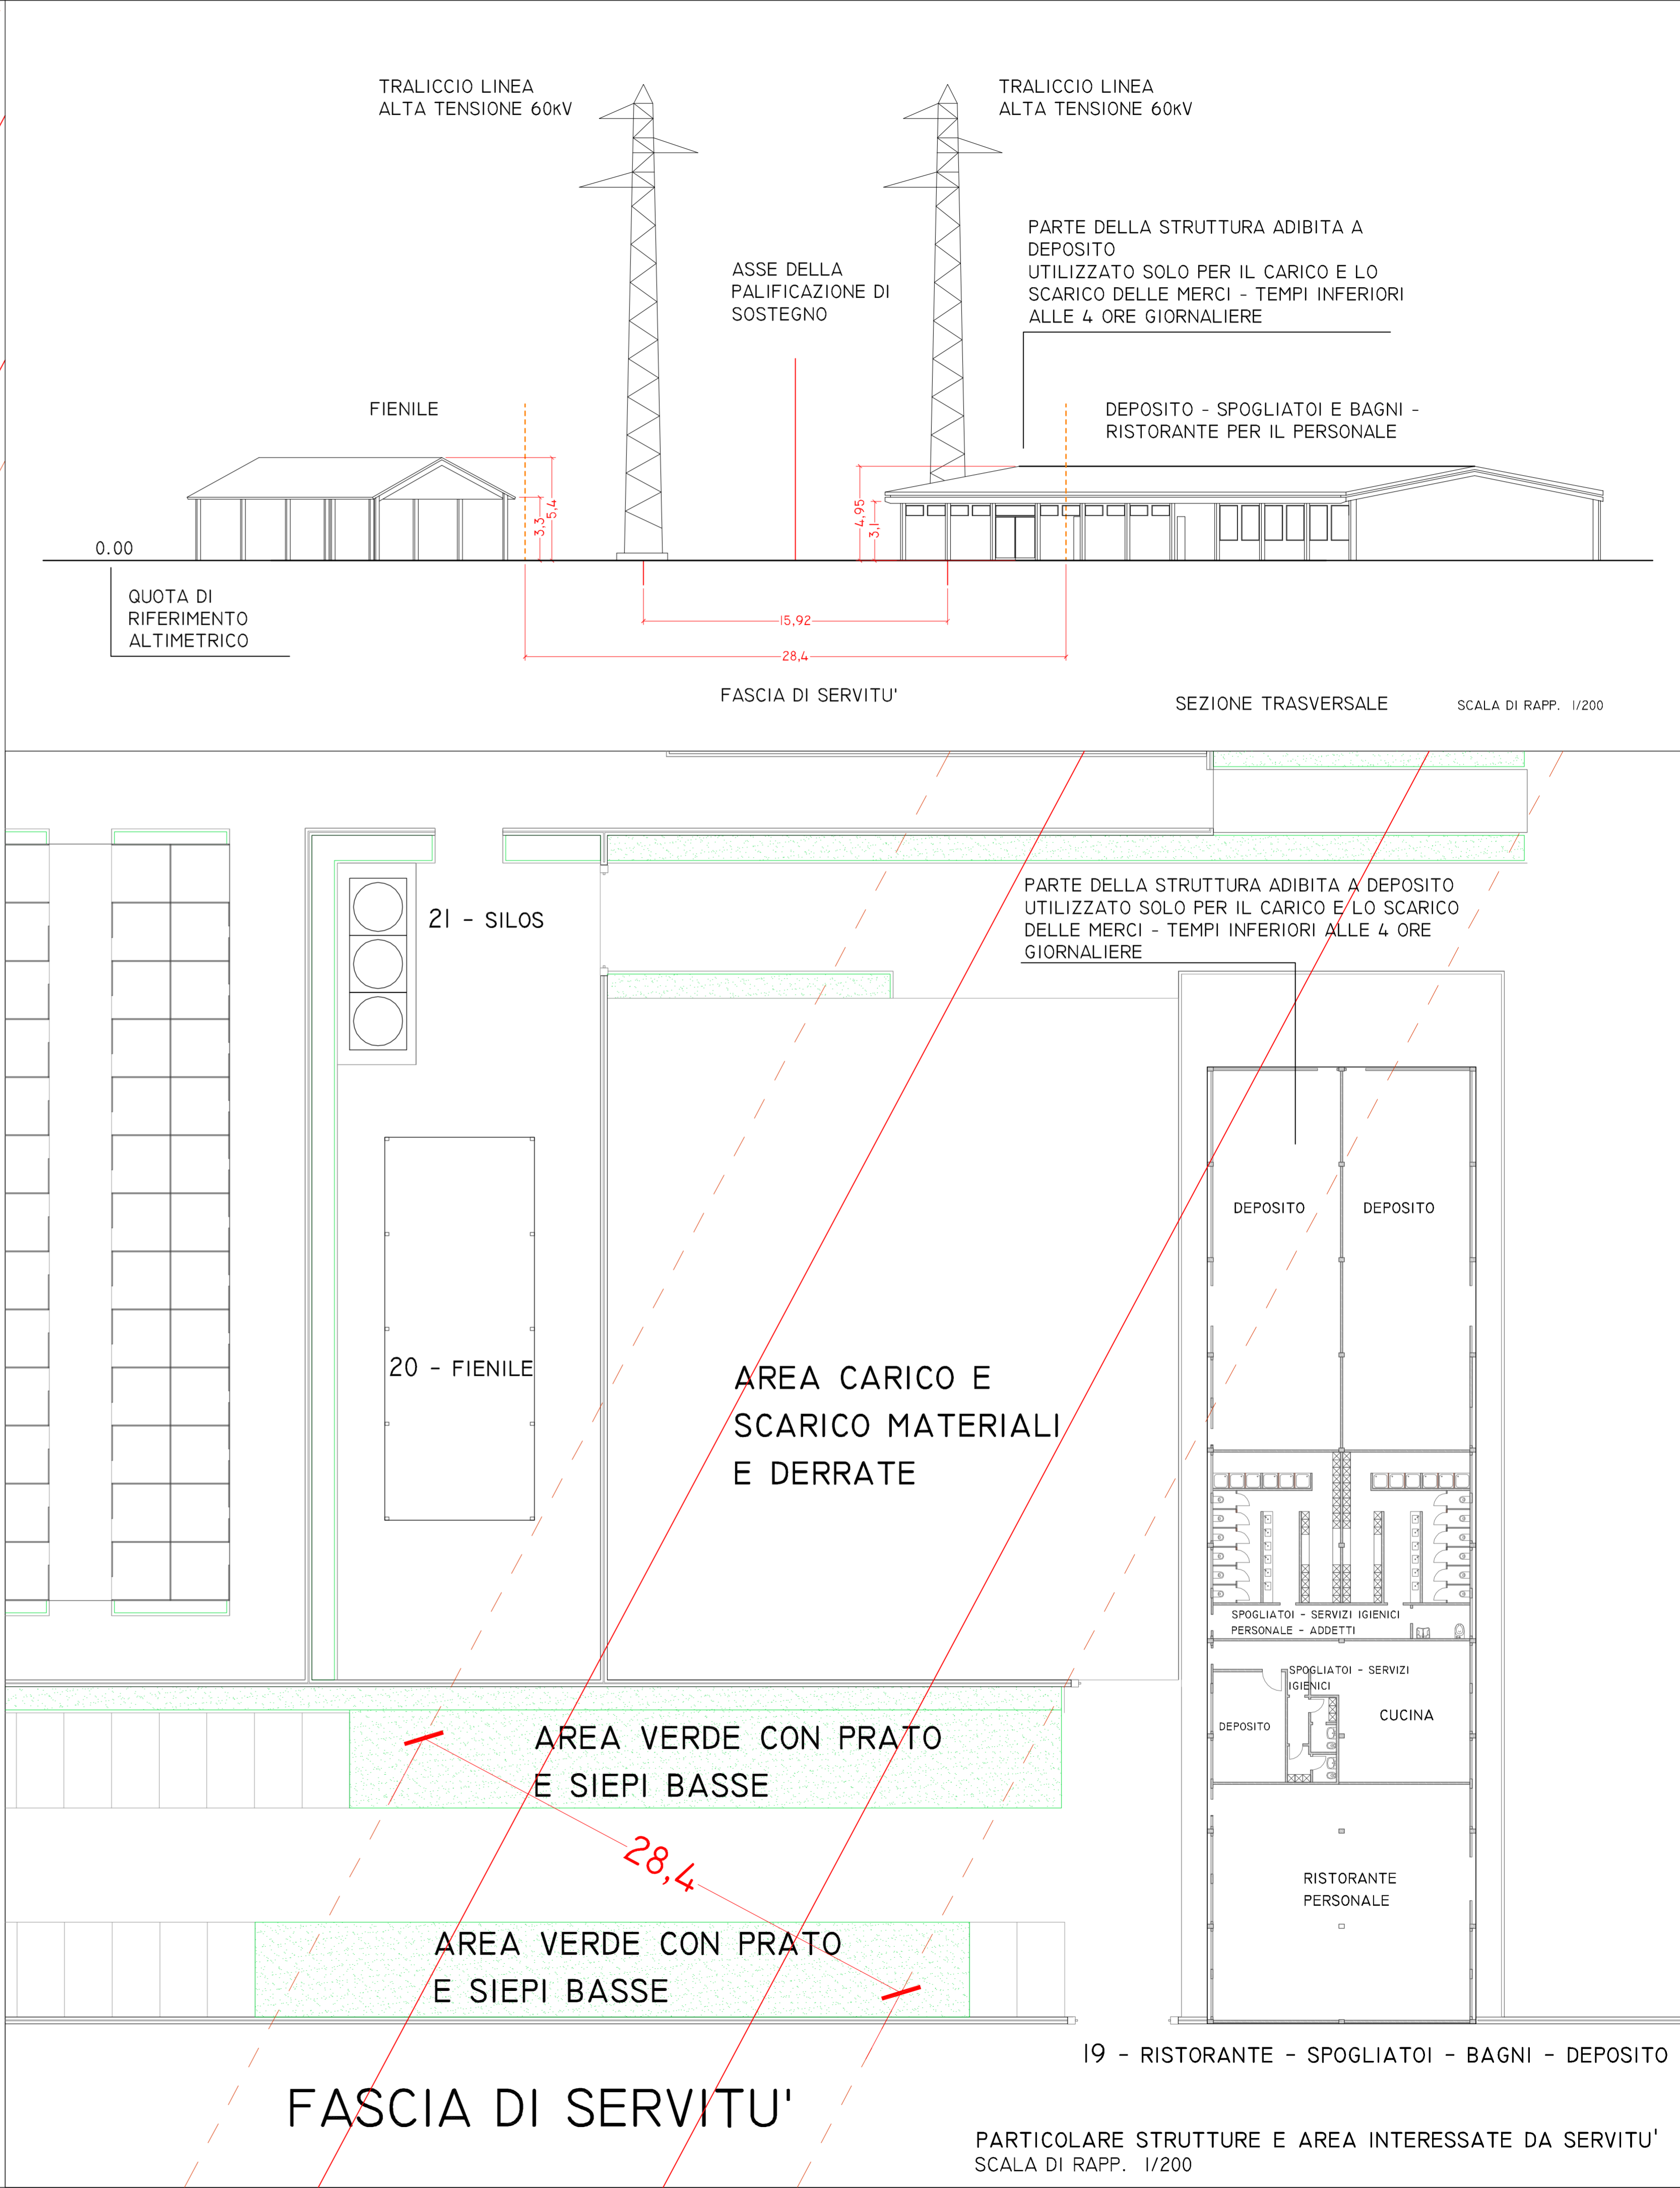 TRALICCIO LINEA
ALTA TENSIONE 60KV
TRALICCIO LINEA
ALTA TENSIONE 60KV
PARTE DELLA STRUTTURA ADIBITA A
DEPOSITO
UTILIZZATO SOLO PER IL CARICO E LO
SCARICO DELLE MERCI - TEMPI INFERIORI
ALLE 4 ORE GIORNALIERE
ASSE DELLA
PALIFICAZIONE DI
SOSTEGNO
FIENILE
DEPOSITO - SPOGLIATOI E BAGNI -
RISTORANTE PER IL PERSONALE
3,3
5,4
4,95
3,1
0.00
QUOTA DI
RIFERIMENTO
ALTIMETRICO
15,92
28,4
FASCIA DI SERVITU'
SEZIONE TRASVERSALE
SCALA DI RAPP. 1/200
21 - SILOS
PARTE DELLA STRUTTURA ADIBITA A DEPOSITO
UTILIZZATO SOLO PER IL CARICO E LO SCARICO
DELLE MERCI - TEMPI INFERIORI ALLE 4 ORE
GIORNALIERE
DEPOSITO
DEPOSITO
20 - FIENILE
AREA CARICO E
SCARICO MATERIALI
E DERRATE
SPOGLIATOI - SERVIZI IGIENICI
PERSONALE - ADDETTI
SPOGLIATOI - SERVIZI
IGIENICI
DEPOSITO
CUCINA
AREA VERDE CON PRATO
E SIEPI BASSE
28,4
RISTORANTE
PERSONALE
AREA VERDE CON PRATO
E SIEPI BASSE
19 - RISTORANTE - SPOGLIATOI - BAGNI - DEPOSITO
FASCIA DI SERVITU'
PARTICOLARE STRUTTURE E AREA INTERESSATE DA SERVITU'
SCALA DI RAPP. 1/200